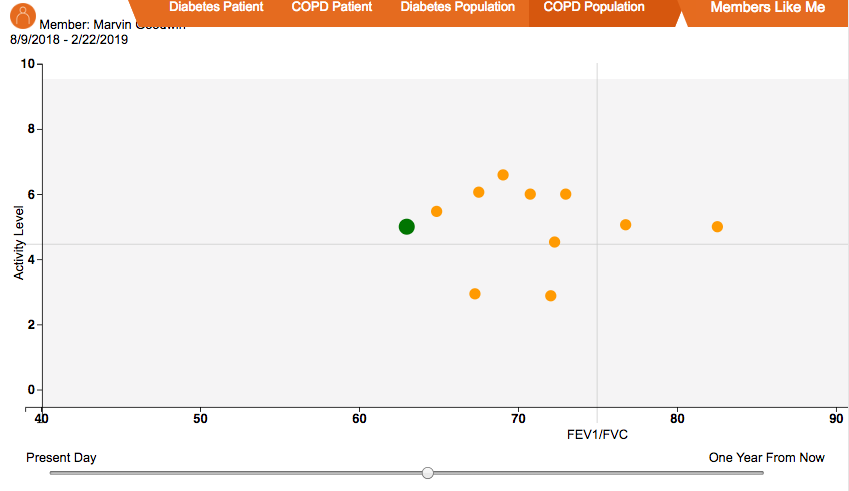 Diabetes Patient COPD Patient Diabetes Population COPD Population Members Like Me
Member: Marvin Goodwin
8/9/2018 - 2/22/2019
10
8
6
4
2
0
Activity Level
40 50 60 70 80 90
FEV1/FVC
Present Day One Year From Now